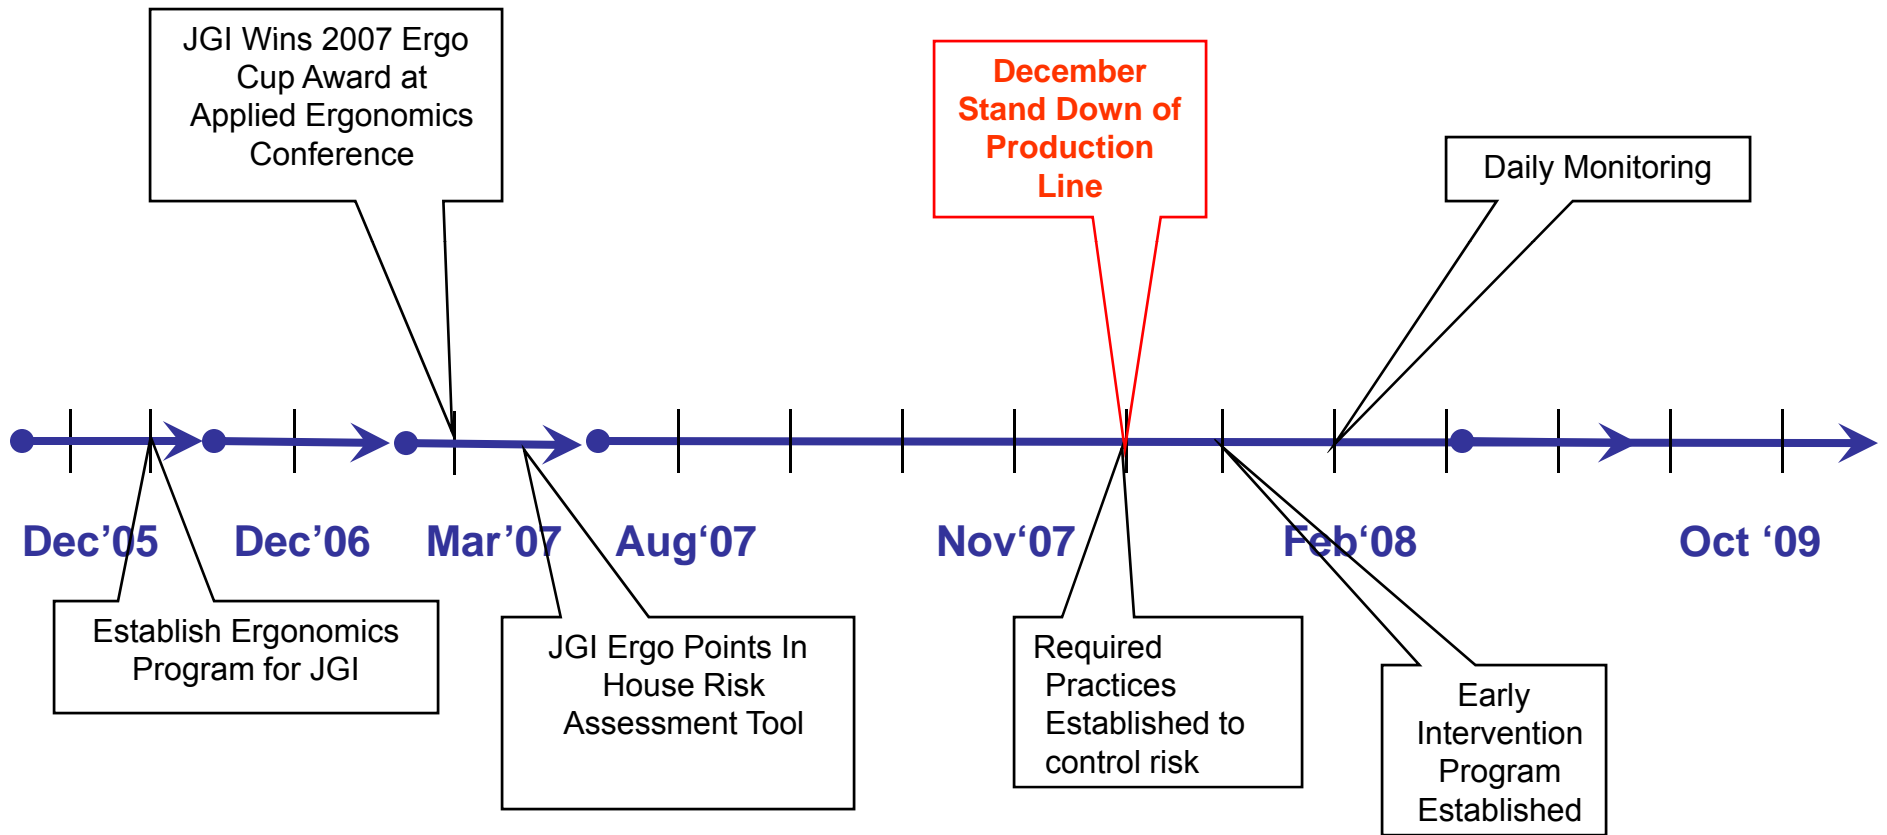 JGI Wins 2007 Ergo
Cup Award at
Applied Ergonomics
Conference
December
Stand Down of
Production
Line
Daily Monitoring
Dec’05
Dec’06
Mar’07
Aug‘07
Nov‘07
Feb‘08
Oct ‘09
Establish Ergonomics
Program for JGI
JGI Ergo Points In
House Risk
Assessment Tool
Required
Practices
Established to
control risk
Early
Intervention
Program
Established